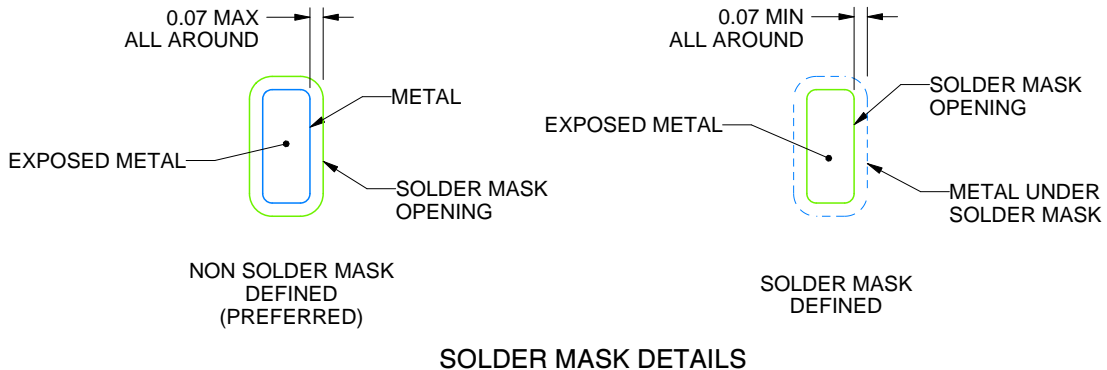 0.07 MAX
ALL AROUND
METAL
EXPOSED METAL
SOLDER MASK
OPENING
NON SOLDER MASK
DEFINED
(PREFERRED)
0.07 MIN
ALL AROUND
SOLDER MASK
OPENING
EXPOSED METAL
METAL UNDER
SOLDER MASK
SOLDER MASK
DEFINED
SOLDER MASK DETAILS